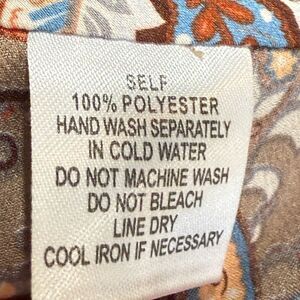 SELF
100% POLYESTER
HAND WASH SEPARATELY
IN COLD WATER
DO NOT MACHINE WASH
DO NOT BLEACH
LINE DRY
COOL IRON IF NECESSARY